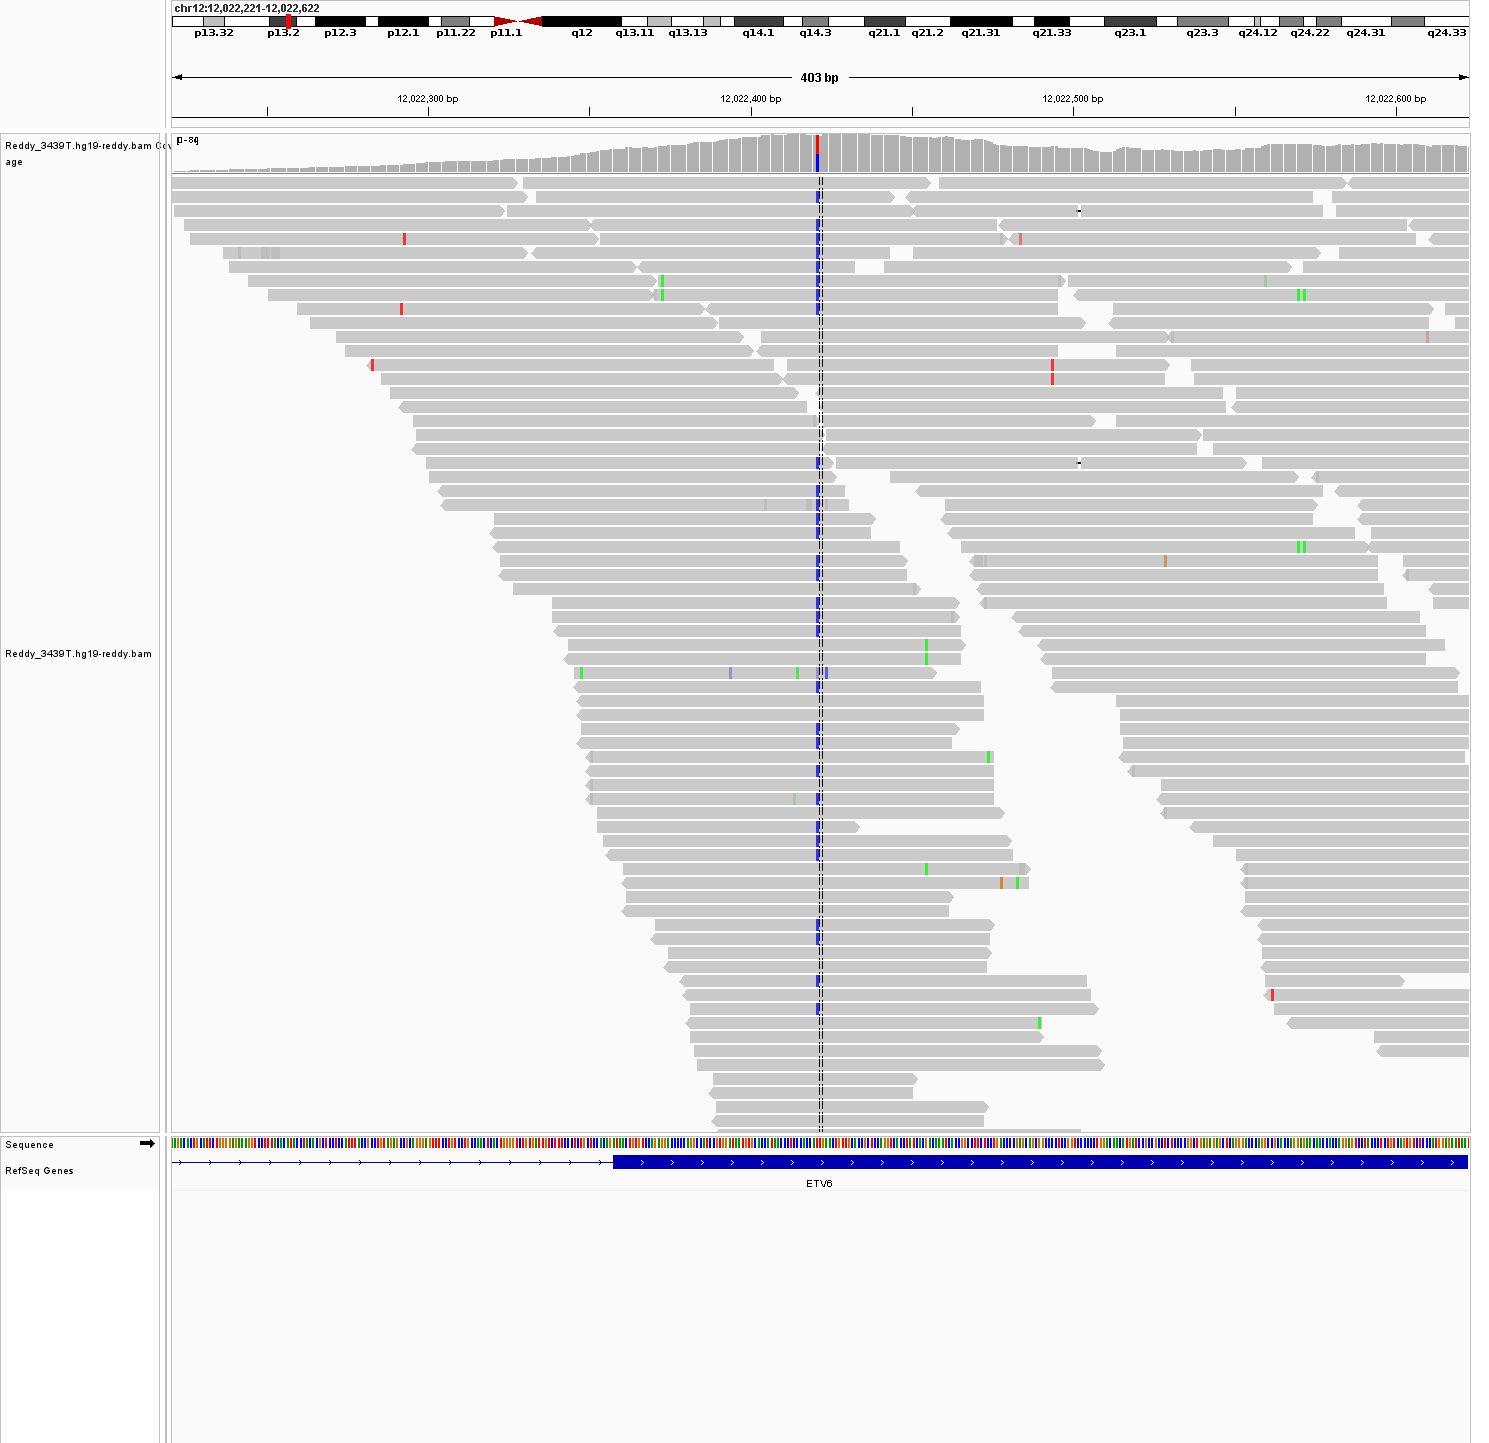 chr12:12,022,221-12,022,622
p13.32 p13.2 p12.3 p12.1 p11.22 p11.1 q12 q13.11 q13.13 q14.1 q14.3 q21.1 q21.2 q21.31 q21.33 q23.1 q23.3 q24.12 q24.22 q24.31 q24.33
403 bp
12,022,300 bp 12,022,400 bp 12,022,500 bp 12,022,600 bp
Reddy_3439T.hg19-reddy.bam Cov
age
Reddy_3439T.hg19-reddy.bam
Sequence
RefSeq Genes
ETV6